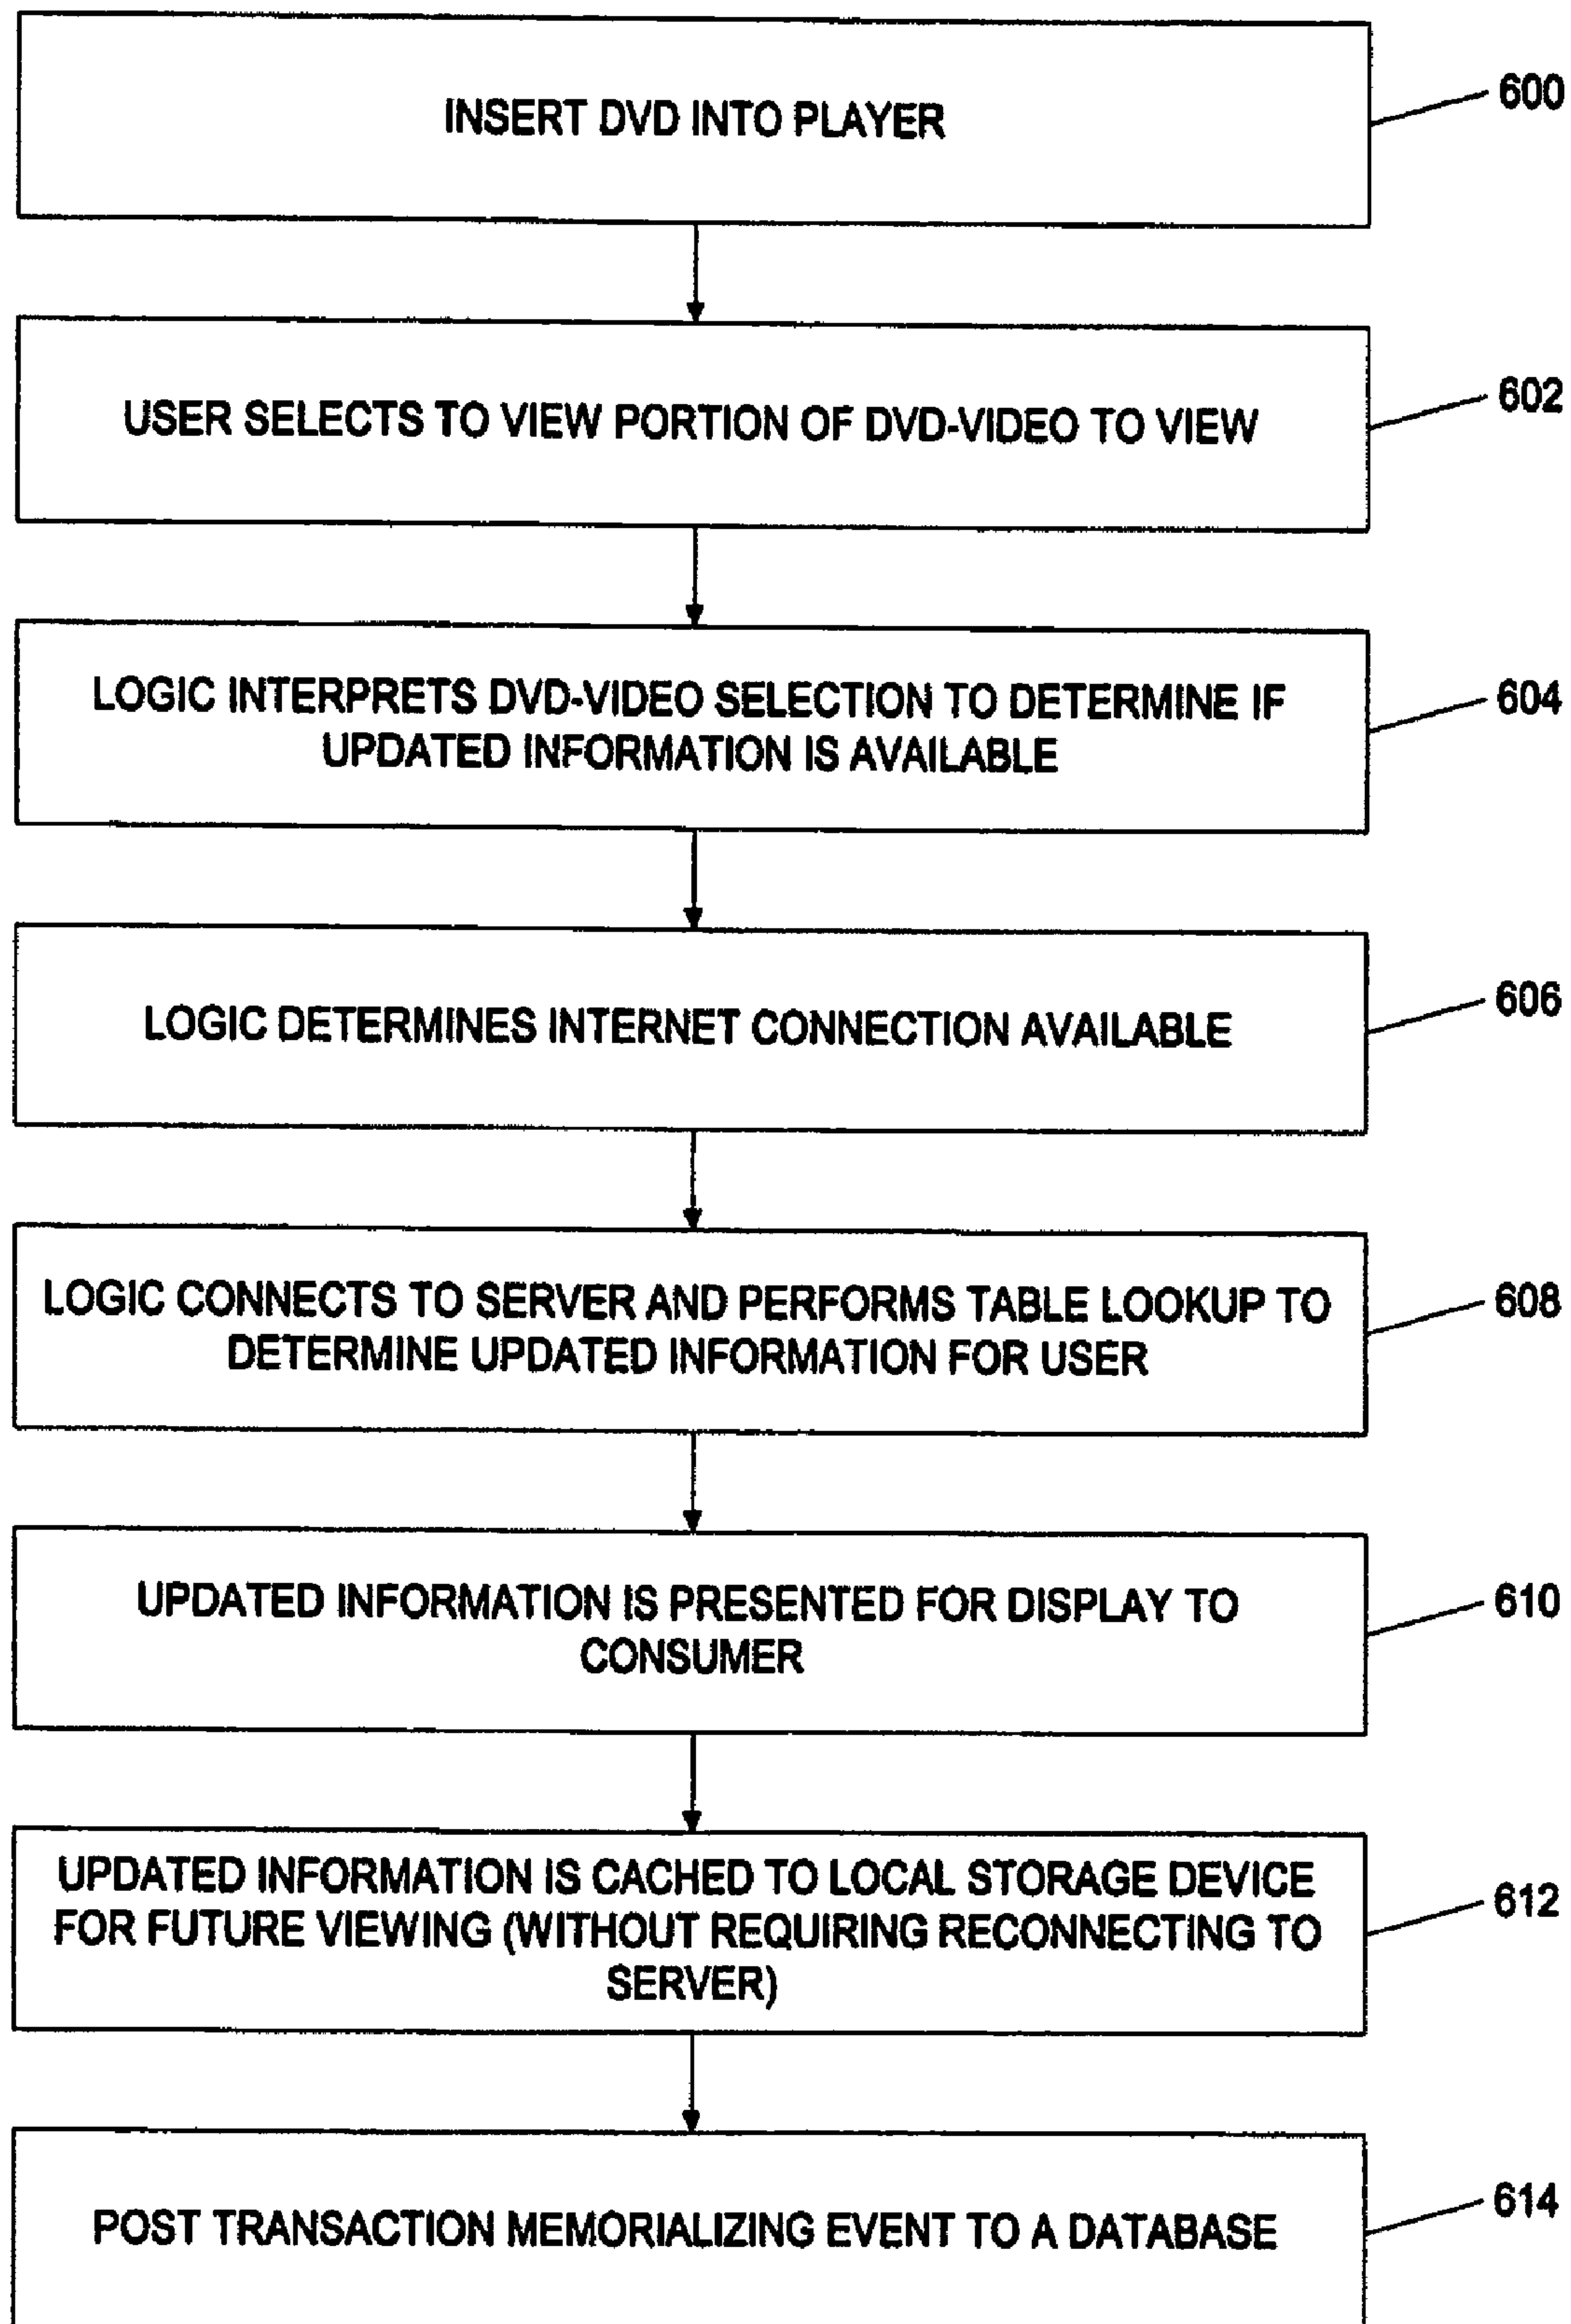 INSERT DVD INTO PLAYER
600
USER SELECTS TO VIEW PORTION OF DVD-VIDEO TO VIEW
602
LOGIC INTERPRETS DVD-VIDEO SELECTION TO DETERMINE IF
UPDATED INFORMATION IS AVAILABLE
604
LOGIC DETERMINES INTERNET CONNECTION AVAILABLE
606
LOGIC CONNECTS TO SERVER AND PERFORMS TABLE LOOKUP TO
DETERMINE UPDATED INFORMATION FOR USER
608
UPDATED INFORMATION IS PRESENTED FOR DISPLAY TO
CONSUMER
610
UPDATED INFORMATION IS CACHED TO LOCAL STORAGE DEVICE
FOR FUTURE VIEWING (WITHOUT REQUIRING RECONNECTING TO
SERVER)
612
POST TRANSACTION MEMORIALIZING EVENT TO A DATABASE
614